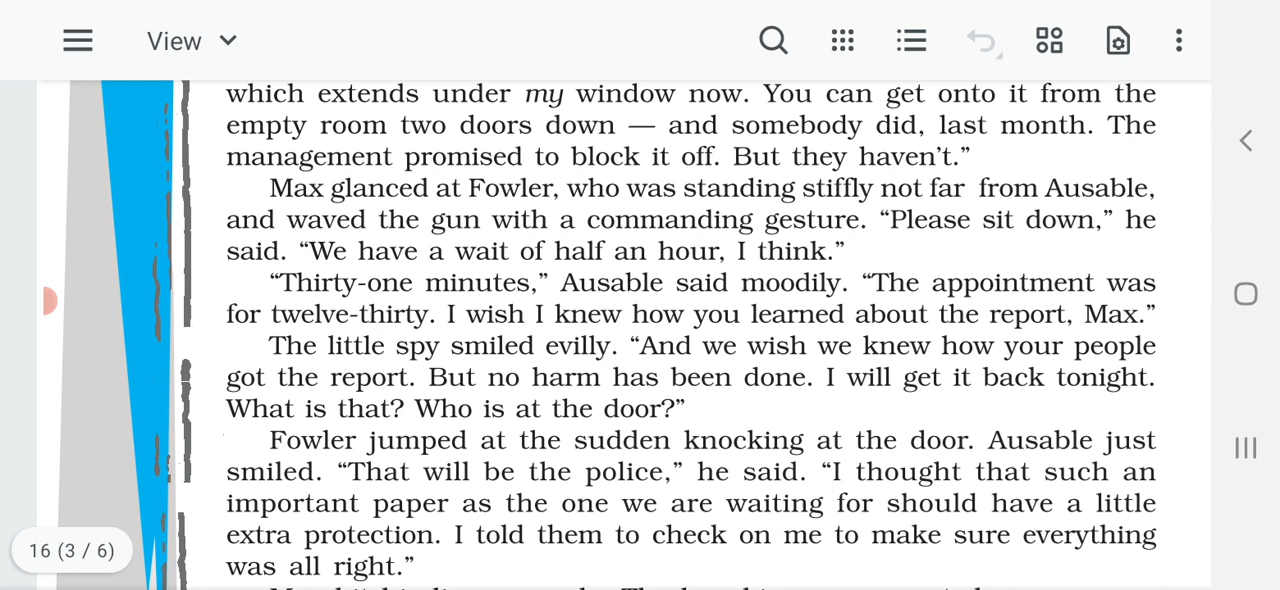 View
which extends under my window now. You can get onto it from the
empty room two doors down — and somebody did, last month. The
management promised to block it off. But they haven't.”
Max glanced at Fowler, who was standing stiffly not far from Ausable,
and waved the gun with a commanding gesture. “Please sit down,” he
said. “We have a wait of half an hour, I think.”
“Thirty-one minutes,” Ausable said moodily. “The appointment was
for twelve-thirty. I wish I knew how you learned about the report, Max.”
The little spy smiled evilly. “And we wish we knew how your people
got the report. But no harm has been done. I will get it back tonight.
What is that? Who is at the door?”
Fowler jumped at the sudden knocking at the door. Ausable just
smiled. “That will be the police,” he said. “I thought that such an
important paper as the one we are waiting for should have a little
extra protection. I told them to check on me to make sure everything
was all right.”
16 (3 / 6)